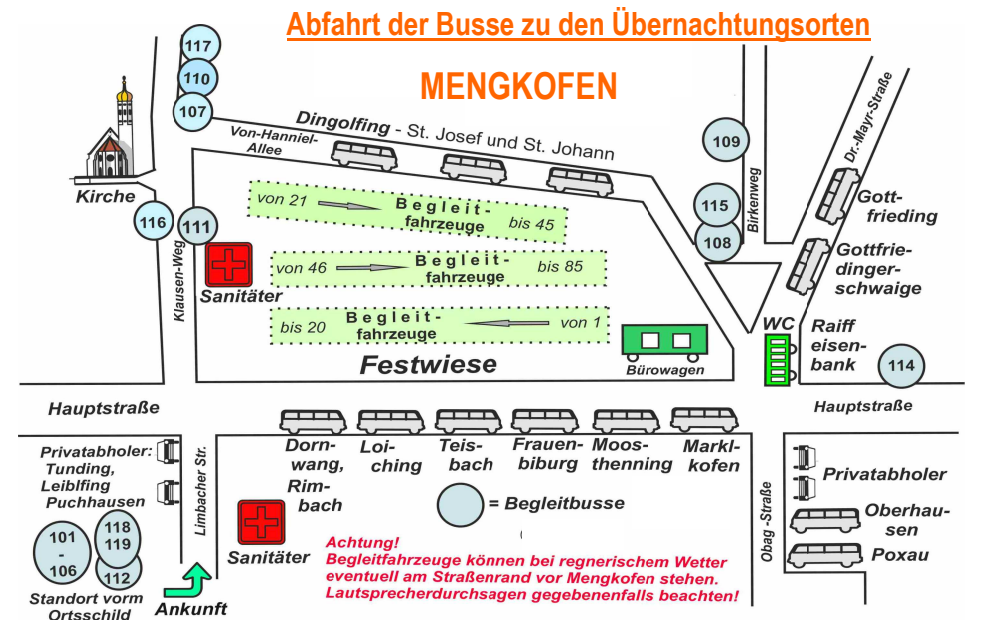 Abfahrt der Busse zu den Übernachtungsorten
MENGKOFEN
117
110
107
Dingolfing - St. Josef und St. Johann
Von-Hanniel-
Allee
109
Dr.-Mayr-Straße
Kirche
116
111
Klausen-Weg
Sanitäter
von 21
Begleit-
fahrzeuge
bis 45
von 46
Begleit-
fahrzeuge
bis 85
bis 20
Begleit-
fahrzeuge
von 1
Festwiese
Bürowagen
115
108
Birkenweg
Gott-
frieding
Gottfrie-
dinger-
schwaige
WC
Raiff
eisen-
bank
114
Hauptstraße
Hauptstraße
Dorn-
wang,
Rim-
bach
Loi-
ching
Teis-
bach
Frauen-
biburg
Moos-
thenning
Markl-
kofen
Privatabholer:
Tunding,
Leiblfing
Puchhausen
Limbacher Str.
101
-
106
118
119
112
Standort vorm
Ortsschild
Ankunft
Sanitäter
= Begleitbusse
Achtung!
Begleitfahrzeuge können bei regnerischem Wetter
eventuell am Straßenrand vor Mengkofen stehen.
Lautsprecherdurchsagen gegebenenfalls beachten!
Obag -Straße
Privatabholer
Oberhau-
sen
Poxau